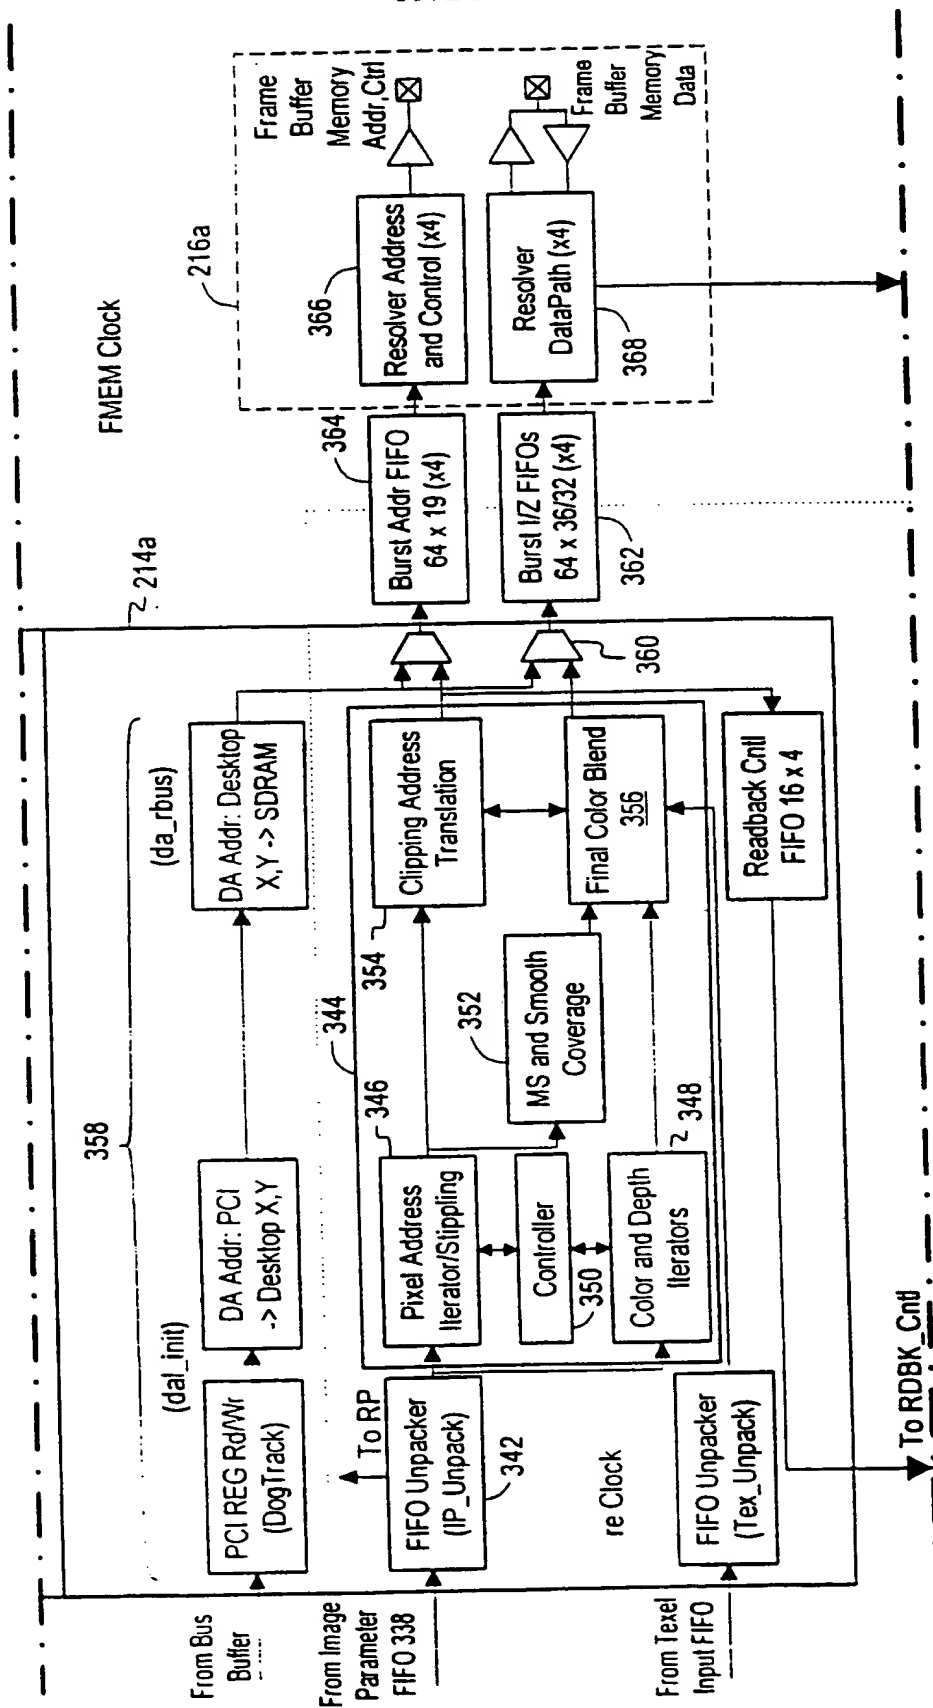 FMEM Clock
216a
Frame
Buffer
Memory
Addr,Ctrl
366
Resolver Address
and Control (x4)
Resolver
DataPath (x4)
368
Frame
Buffer
Memory
Data
364
Burst Addr FIFO
64 x 19 (x4)
Burst I/Z FIFOs
64 x 36/32 (x4)
362
214a
360
358
(da_rbus)
DA Addr: Desktop
X,Y -> SDRAM
DA Addr: PCI
-> Desktop X,Y
(dal_init)
PCI REG Rd/Wr
(DogTrack)
From Bus
Buffer
344
354
Clipping Address
Translation
Final Color Blend
356
352
MS and Smooth
Coverage
346
Pixel Address
Iterator/Stippling
Controller
350
348
Color and Depth
Iterators
Readback Cntl
FIFO 16 x 4
To RP
FIFO Unpacker
(IP_Unpack)
342
From Image
Parameter
FIFO 338
re Clock
FIFO Unpacker
(Tex_Unpack)
From Texel
Input FIFO
To RDBK_Cntl